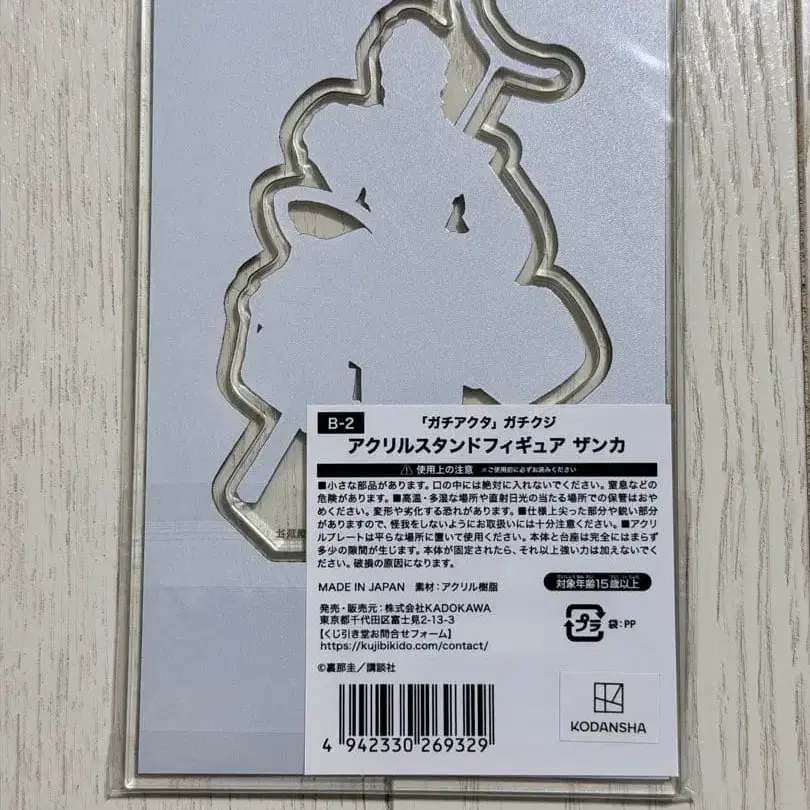 B-2
「ガチアクタ」ガチクジ
アクリルスタンドフィギュア ザンカ
使用上の注意 ※ご使用前に必ずお読みください
■小さな部品があります。口の中には絶対に入れないでください。窒息などの
危険があります。■高温・多湿な場所や直射日光の当たる場所での保管はおや
めください。変形や劣化する恐れがあります。■仕様上尖った部分や鋭い部分
がありますので、怪我をしないようにお取扱いには十分注意ください。■アクリ
ルプレートは平らな場所に置いて使用ください。本体と台座は完全にはまらず
多少の隙間が生じます。本体が固定されたら、それ以上強い力は加えないでく
ださい。破損の原因になります。
MADE IN JAPAN 素材：アクリル樹脂
対象年齢15歳以上
発売・販売元：株式会社KADOKAWA
東京都千代田区富士見2-13-3
【くじ引き堂お問合せフォーム】
https://kujibikido.com/contact/
プラ 袋：PP
©裏那圭／講談社
4 942330 269329
KODANSHA